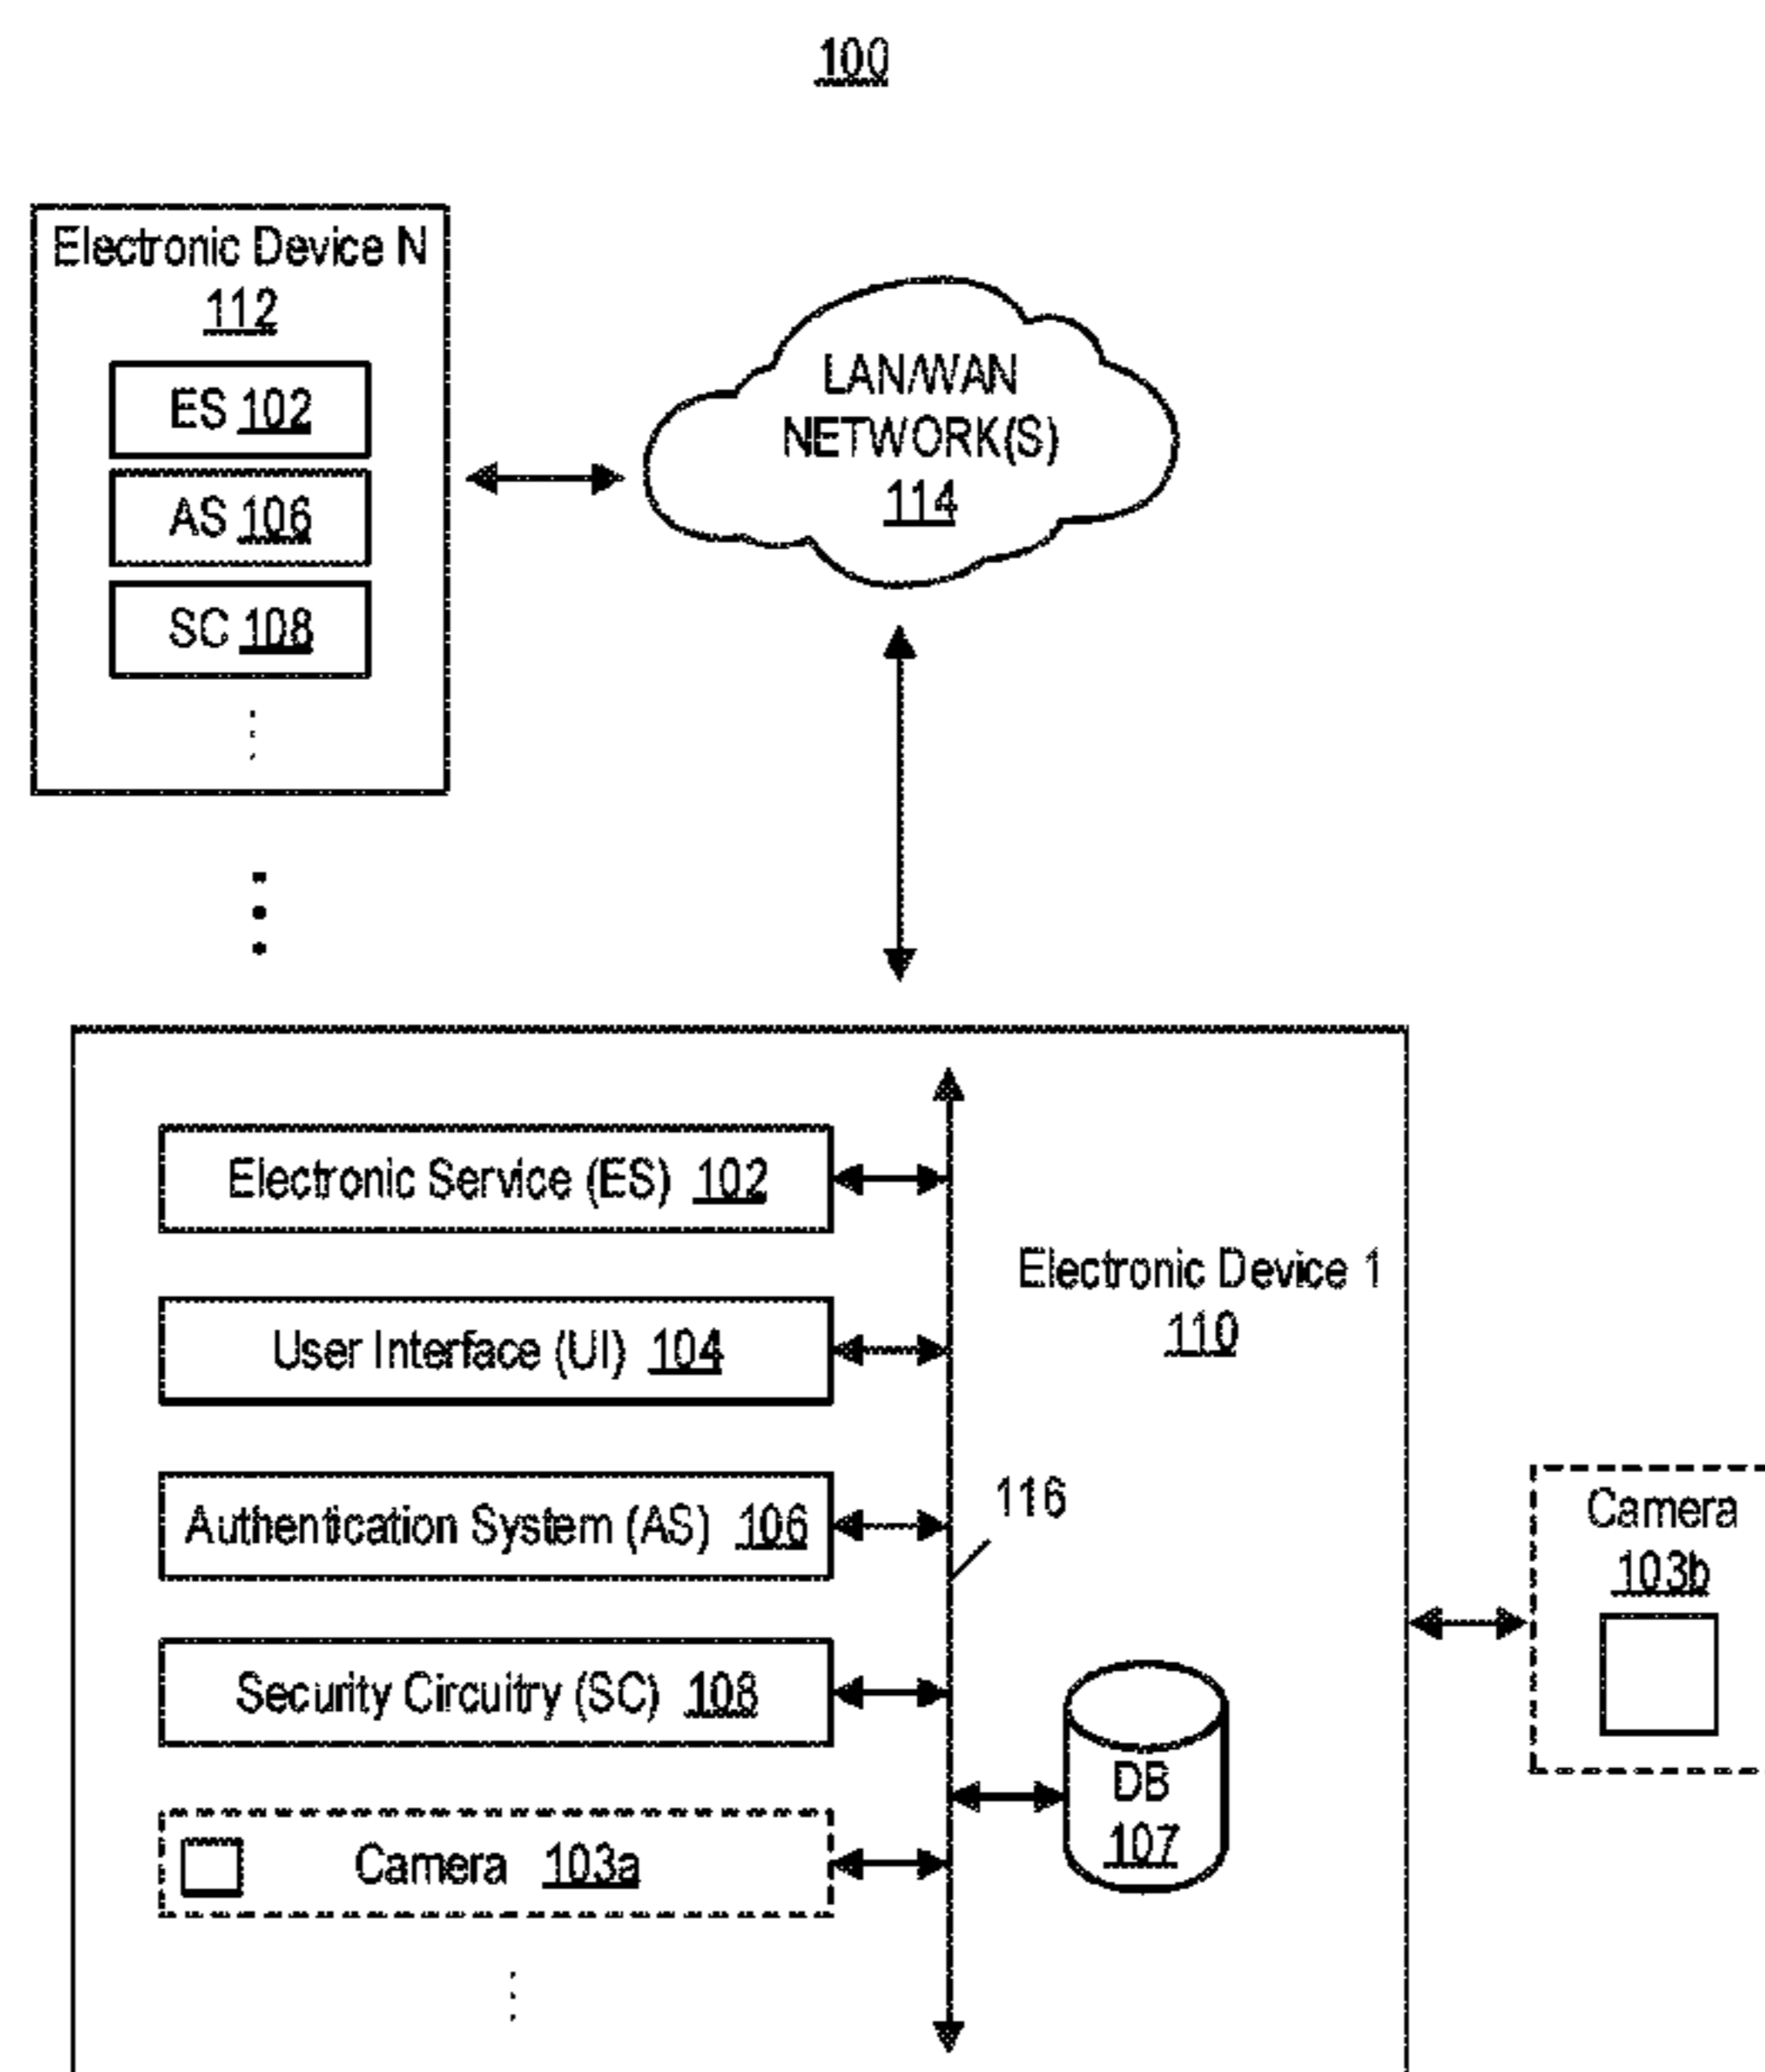 100
Electronic Device N
112
ES 102
AS 106
SC 108
LAN/WAN
NETWORK(S)
114
Electronic Service (ES) 102
User Interface (UI) 104
Authentication System (AS) 106
Security Circuitry (SC) 108
Camera 103a
Electronic Device 1
110
116
DB
107
Camera
103b